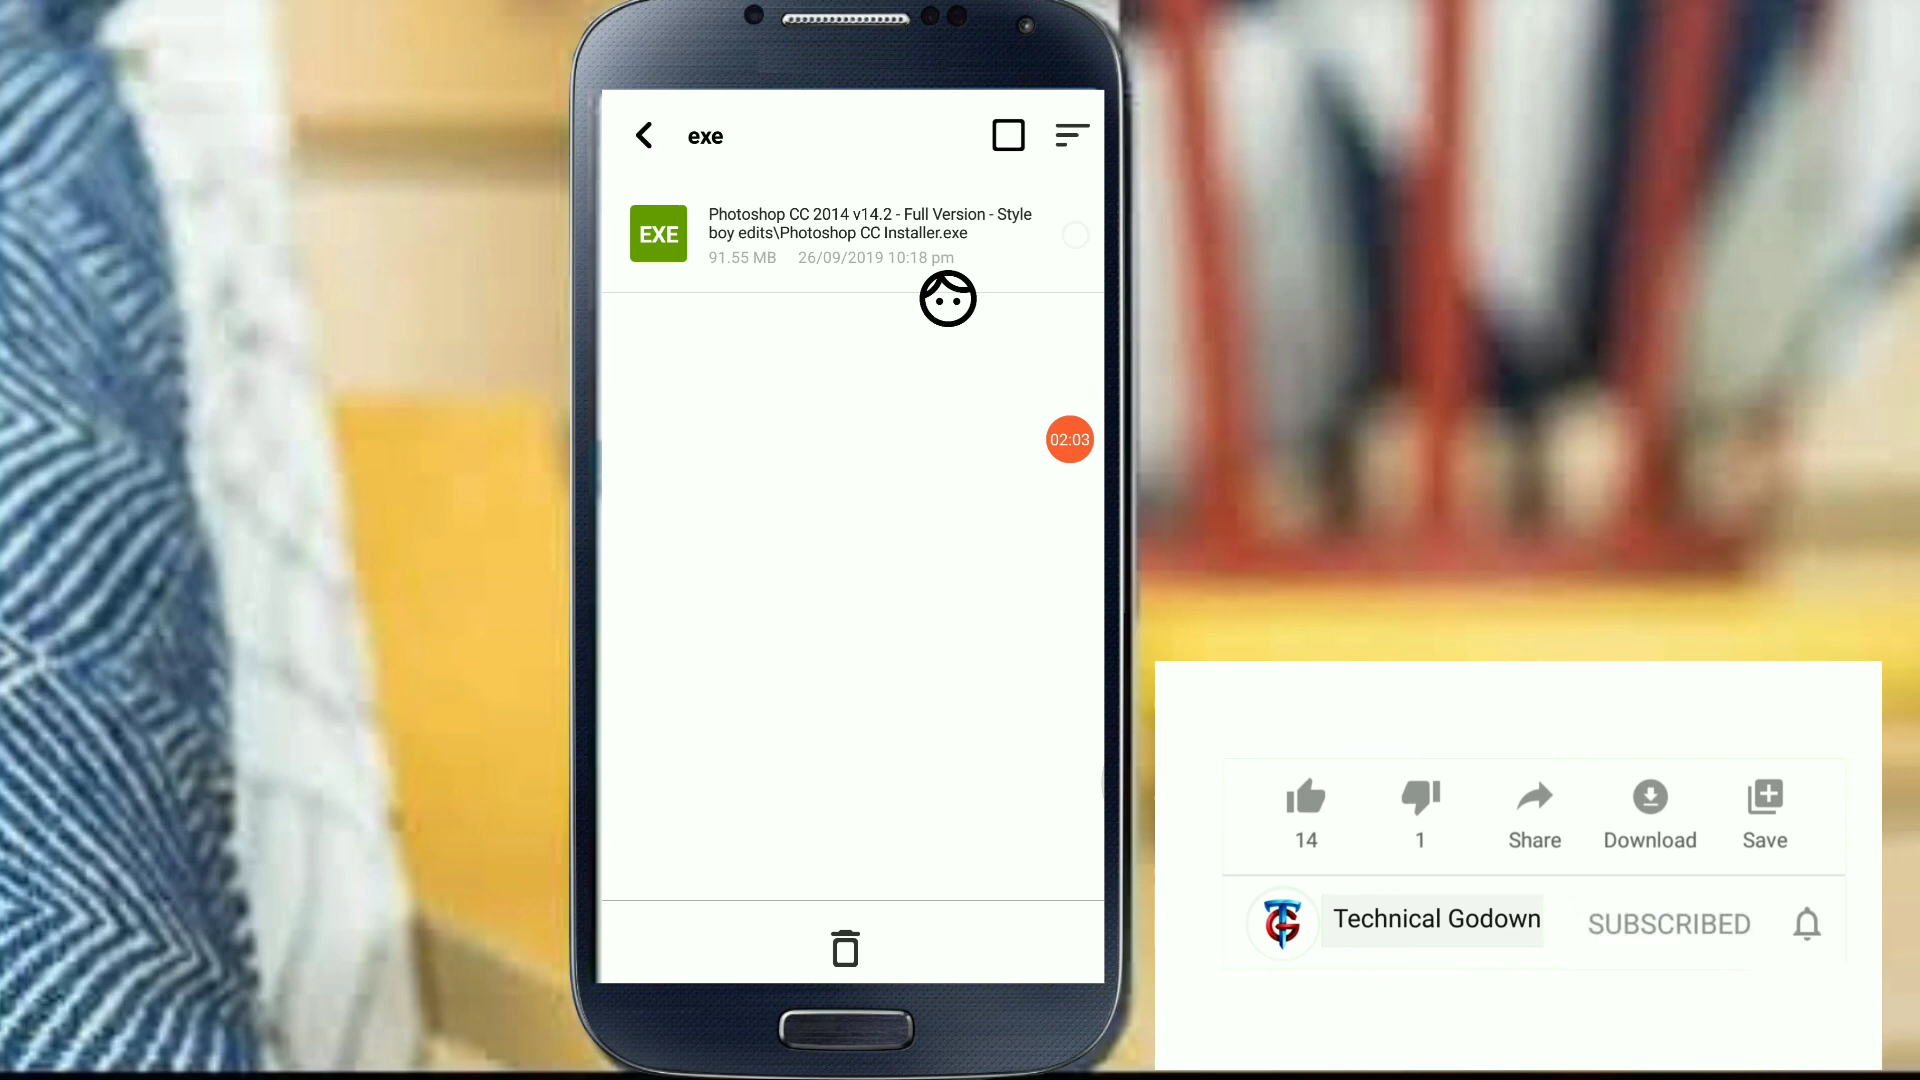 exe
EXE
Photoshop CC 2014 v14.2 - Full Version - Style
boy edits\Photoshop CC Installer.exe
91.55 MB 26/09/2019 10:18 pm
02:03
14 1 Share Download Save
Technical Godown SUBSCRIBED